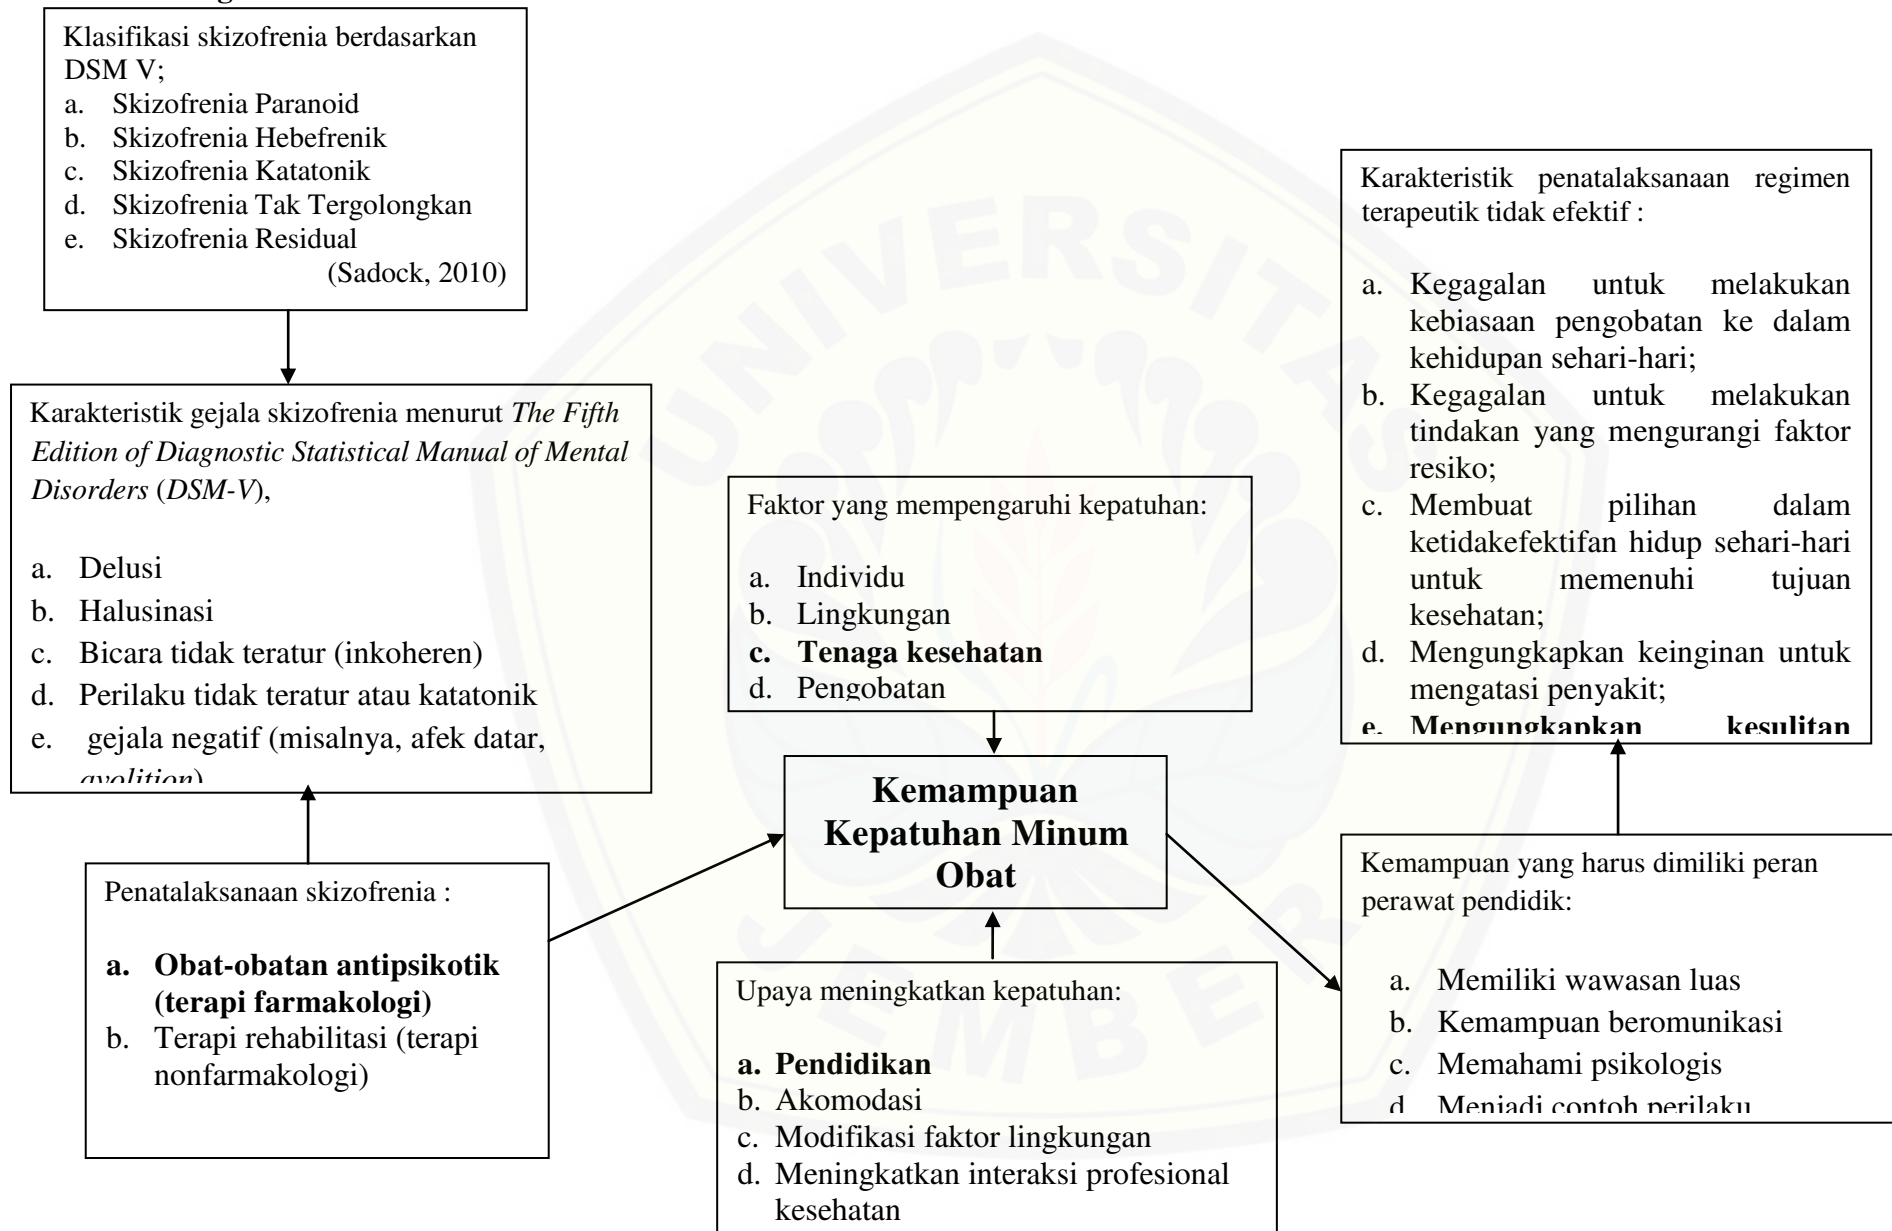 Klasifikasi skizofrenia berdasarkan
DSM V;
a. Skizofrenia Paranoid
b. Skizofrenia Hebefrenik
c. Skizofrenia Katatonik
d. Skizofrenia Tak Tergolongkan
e. Skizofrenia Residual
(Sadock, 2010)
Karakteristik gejala skizofrenia menurut The Fifth
Edition of Diagnostic Statistical Manual of Mental
Disorders (DSM-V),
a. Delusi
b. Halusinasi
c. Bicara tidak teratur (inkoheren)
d. Perilaku tidak teratur atau katatonik
e. gejala negatif (misalnya, afek datar,
avolition)
Penatalaksanaan skizofrenia :
a. Obat-obatan antipsikotik
(terapi farmakologi)
b. Terapi rehabilitasi (terapi
nonfarmakologi)
Faktor yang mempengaruhi kepatuhan:
a. Individu
b. Lingkungan
c. Tenaga kesehatan
d. Pengobatan
Kemampuan
Kepatuhan Minum
Obat
Upaya meningkatkan kepatuhan:
a. Pendidikan
b. Akomodasi
c. Modifikasi faktor lingkungan
d. Meningkatkan interaksi profesional
kesehatan
Karakteristik penatalaksanaan regimen
terapeutik tidak efektif :
a. Kegagalan untuk melakukan
kebiasaan pengobatan ke dalam
kehidupan sehari-hari;
b. Kegagalan untuk melakukan
tindakan yang mengurangi faktor
resiko;
c. Membuat pilihan dalam
ketidakefektifan hidup sehari-hari
untuk memenuhi tujuan
kesehatan;
d. Mengungkapkan keinginan untuk
mengatasi penyakit;
e. Mengungkapkan kesulitan
Kemampuan yang harus dimiliki peran
perawat pendidik:
a. Memiliki wawasan luas
b. Kemampuan beromunikasi
c. Memahami psikologis
d. Menjadi contoh perilaku
UNIVERSITAS
JEMBER